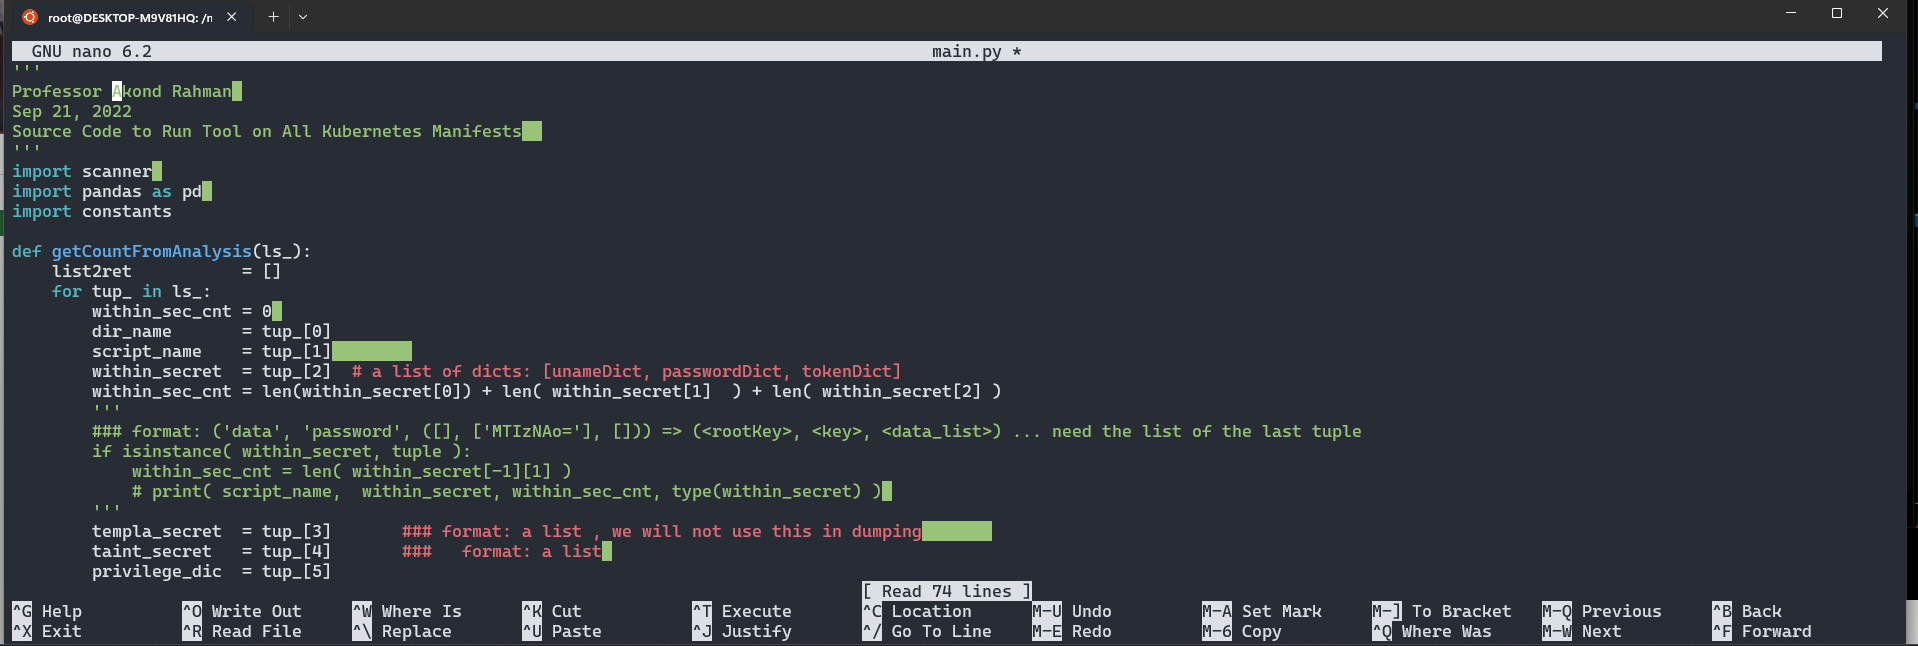 root@DESKTOP-M9V81HQ: /n
GNU nano 6.2 main.py *
'''
Professor Akond Rahman
Sep 21, 2022
Source Code to Run Tool on All Kubernetes Manifests
'''
import scanner
import pandas as pd
import constants
def getCountFromAnalysis(ls_):
    list2ret           = []
    for tup_ in ls_:
        within_sec_cnt = 0
        dir_name       = tup_[0]
        script_name    = tup_[1]
        within_secret  = tup_[2]  # a list of dicts: [unameDict, passwordDict, tokenDict]
        within_sec_cnt = len(within_secret[0]) + len( within_secret[1]  ) + len( within_secret[2] )
        '''
        ### format: ('data', 'password', ([], ['MTIzNAo='], [])) => (<rootKey>, <key>, <data_list>) ... need the list of the last tuple
        if isinstance( within_secret, tuple ):
            within_sec_cnt = len( within_secret[-1][1] )
            # print( script_name,  within_secret, within_sec_cnt, type(within_secret) )
        '''
        templa_secret  = tup_[3]       ### format: a list , we will not use this in dumping
        taint_secret   = tup_[4]       ###   format: a list
        privilege_dic  = tup_[5]
[ Read 74 lines ]
^G Help ^O Write Out ^W Where Is ^K Cut ^T Execute ^C Location M-U Undo M-A Set Mark M-] To Bracket M-Q Previous ^B Back
^X Exit ^R Read File ^\ Replace ^U Paste ^J Justify ^/ Go To Line M-E Redo M-6 Copy ^Q Where Was M-W Next ^F Forward